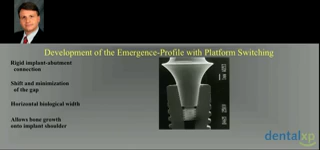 Development of the Emergence-Profile with Platform Switching
Rigid implant-abutment
connection
Shift and minimization
of the gap
Horizontal biological width
Allows bone growth
onto implant shoulder
dentalxp